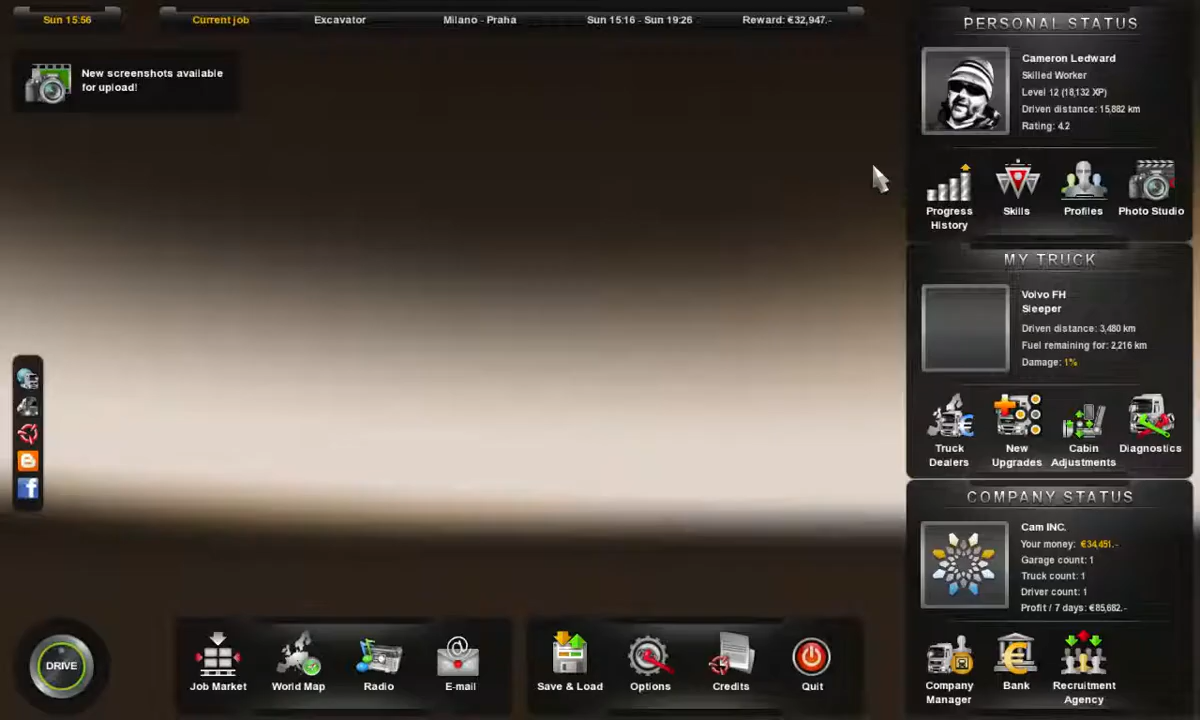 Sun 15:56
Current job
Excavator
Milano - Praha
Sun 15:16 - Sun 19:26
Reward: €32,947.-
New screenshots available
for upload!
PERSONAL STATUS
Cameron Ledward
Skilled Worker
Level 12 (18,132 XP)
Driven distance: 15,882 km
Rating: 4.2
Progress
History
Skills
Profiles
Photo Studio
MY TRUCK
Volvo FH
Sleeper
Driven distance: 3,480 km
Fuel remaining for: 2,216 km
Damage: 1%
Truck
Dealers
New
Upgrades
Cabin
Adjustments
Diagnostics
COMPANY STATUS
Cam INC.
Your money: €34,451.-
Garage count: 1
Truck count: 1
Driver count: 1
Profit / 7 days: €85,682.-
Company
Manager
Bank
Recruitment
Agency
DRIVE
Job Market
World Map
Radio
E-mail
Save & Load
Options
Credits
Quit